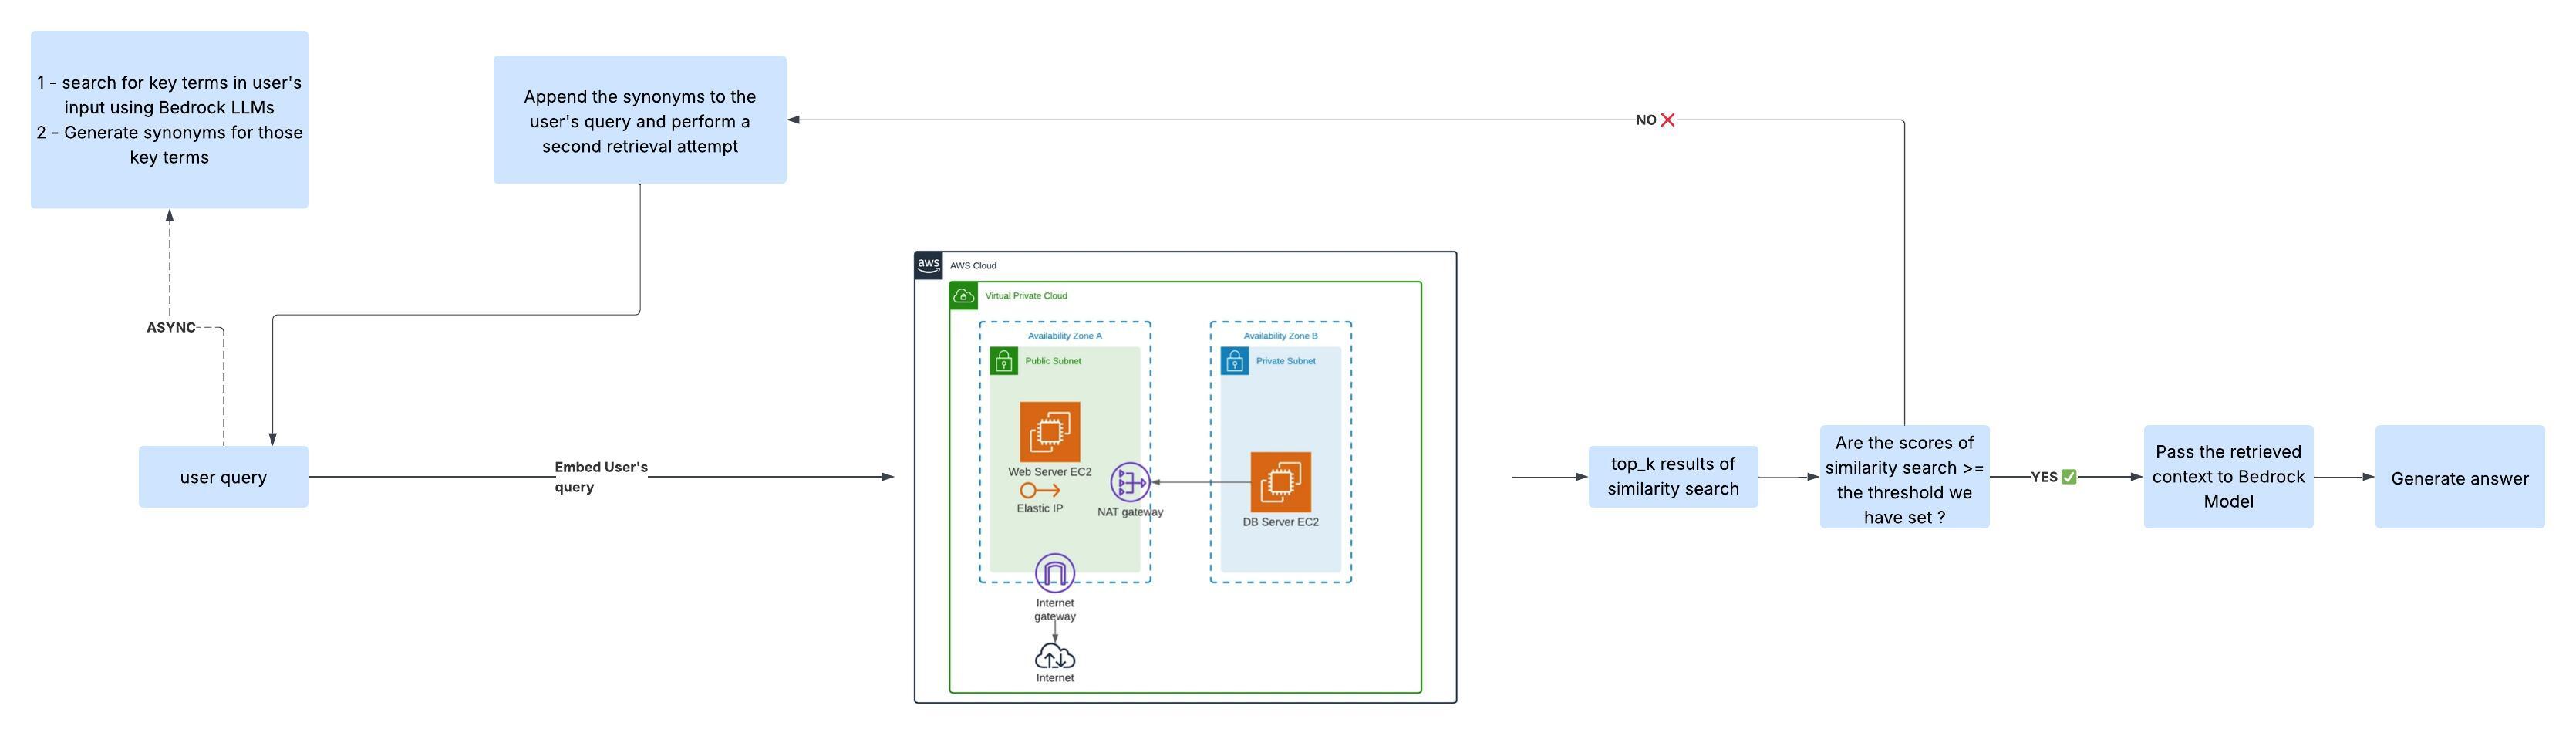 1 - search for key terms in user's
input using Bedrock LLMs
2 - Generate synonyms for those
key terms
Append the synonyms to the
user's query and perform a
second retrieval attempt
NO ❌
ASYNC
user query
Embed User's
query
aws
AWS Cloud
Virtual Private Cloud
Availability Zone A
Public Subnet
Web Server EC2
Elastic IP
NAT gateway
Internet
gateway
Internet
Availability Zone B
Private Subnet
DB Server EC2
top_k results of
similarity search
Are the scores of
similarity search >=
the threshold we
have set ?
YES ✅
Pass the retrieved
context to Bedrock
Model
Generate answer